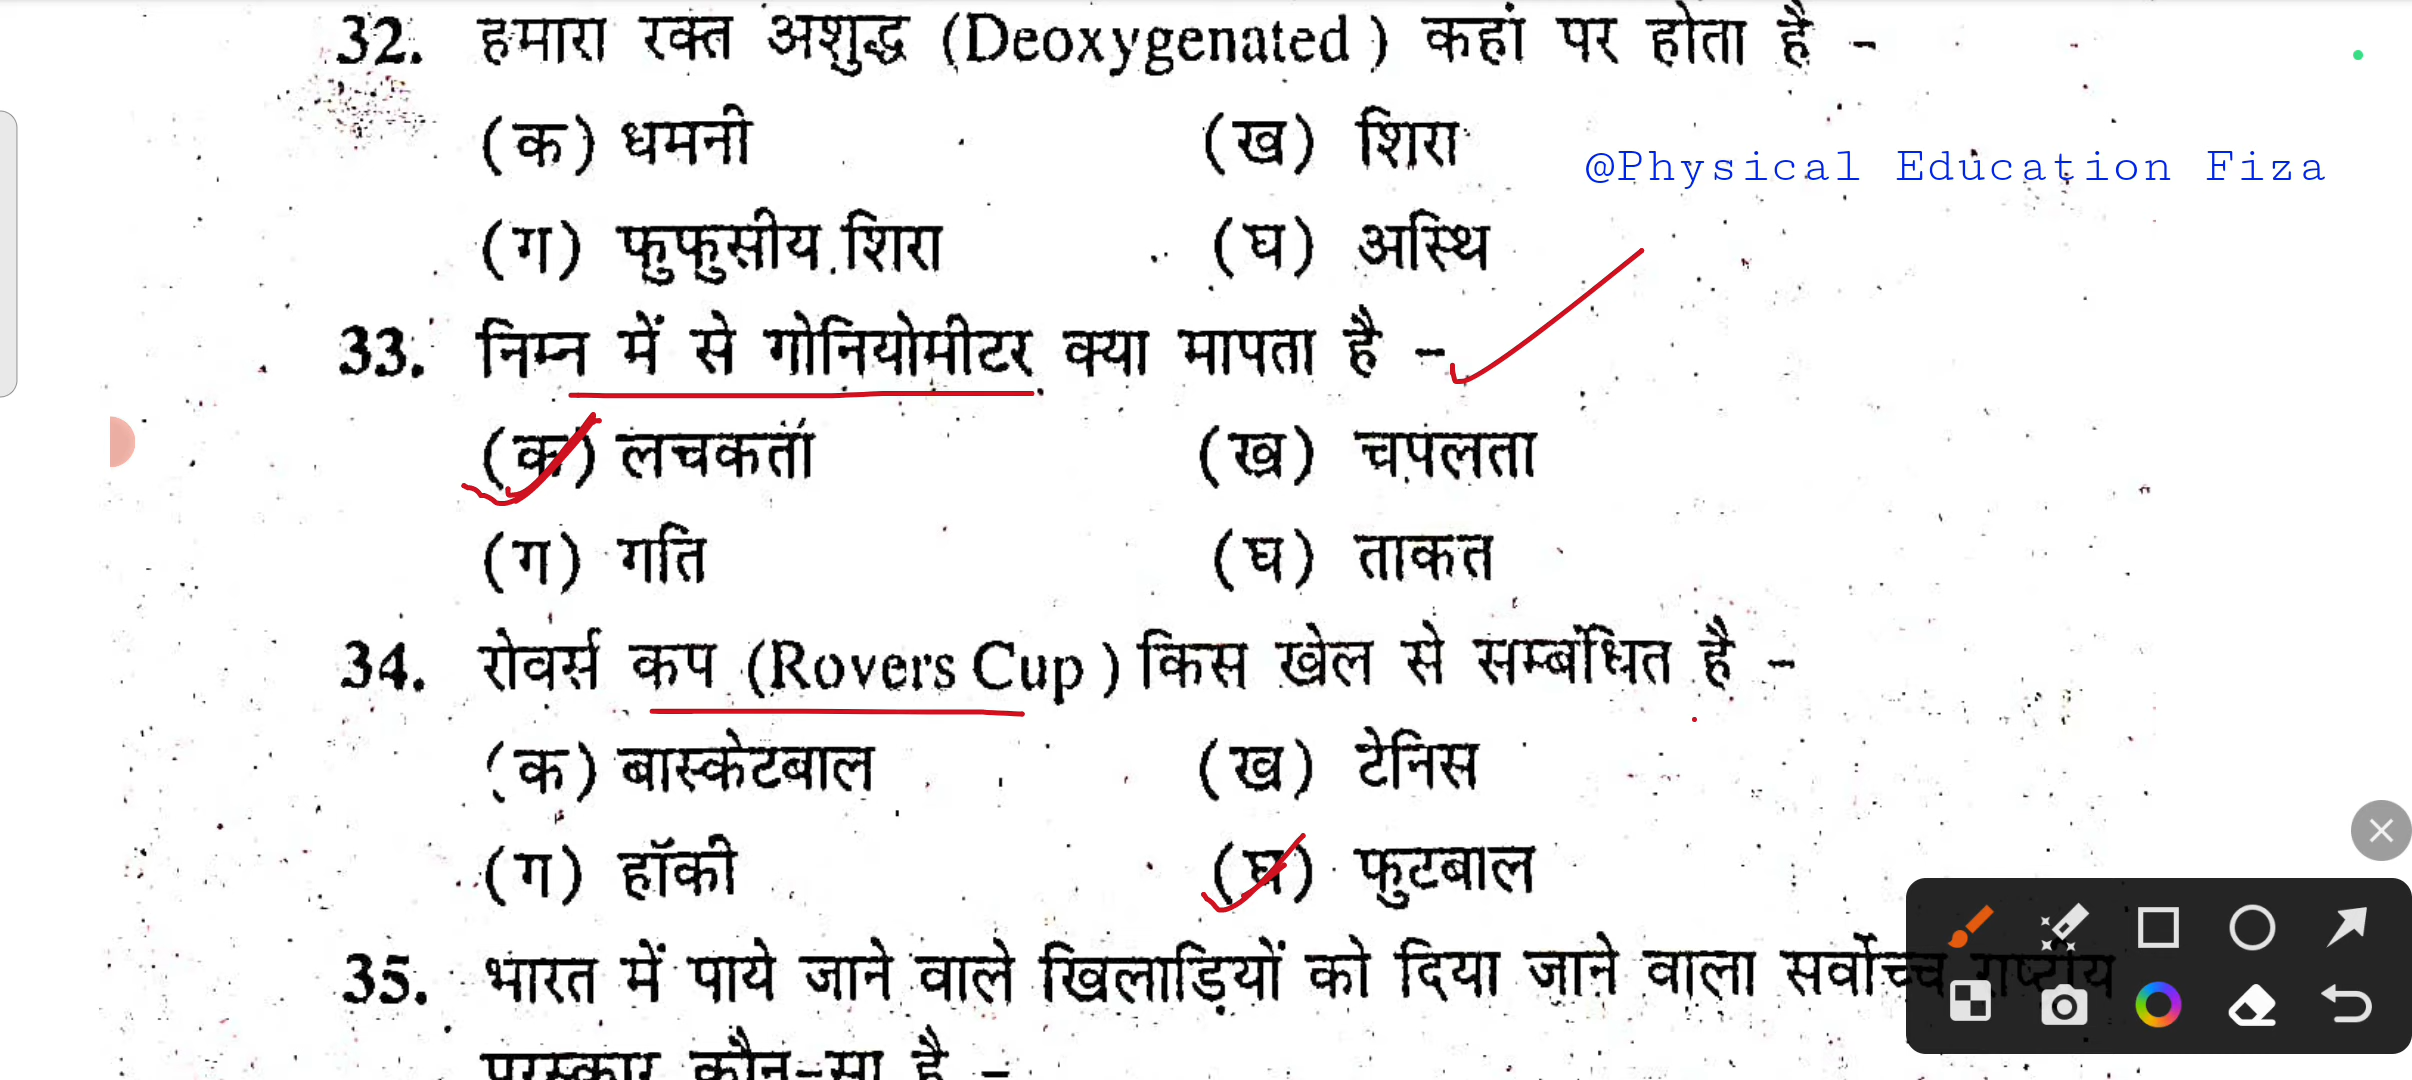 32. हमारा रक्त अशुद्ध (Deoxygenated) कहां पर होता है -
(क) धमनी (ख) शिरा
@Physical Education Fiza
(ग) फुफुसीय शिरा (घ) अस्थि
33. निम्न में से गोनियोमीटर क्या मापता है -
(क) लचकता (ख) चपलता
(ग) गति (घ) ताकत
34. रोवर्स कप (Rovers Cup) किस खेल से सम्बंधित है -
(क) बास्केटबाल (ख) टेनिस
(ग) हॉकी (घ) फुटबाल
35. भारत में पाये जाने वाले खिलाड़ियों को दिया जाने वाला सर्वोच्च राष्ट्रीय
पुरस्कार कौन-सा है -